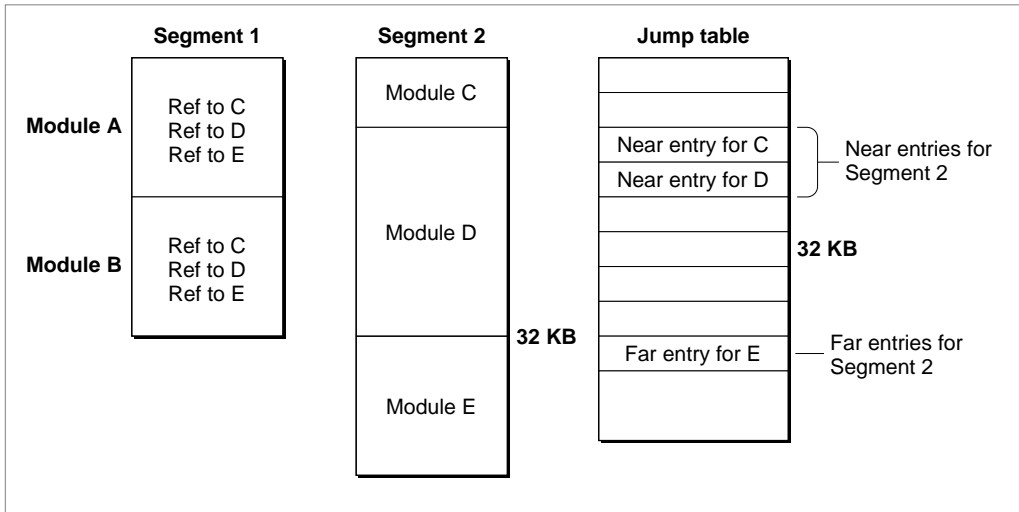 Segment 1
Segment 2
Jump table
Module A
Ref to C
Ref to D
Ref to E
Module B
Ref to C
Ref to D
Ref to E
Module C
Module D
32 KB
Module E
Near entry for C
Near entry for D
Near entries for
Segment 2
32 KB
Far entry for E
Far entries for
Segment 2